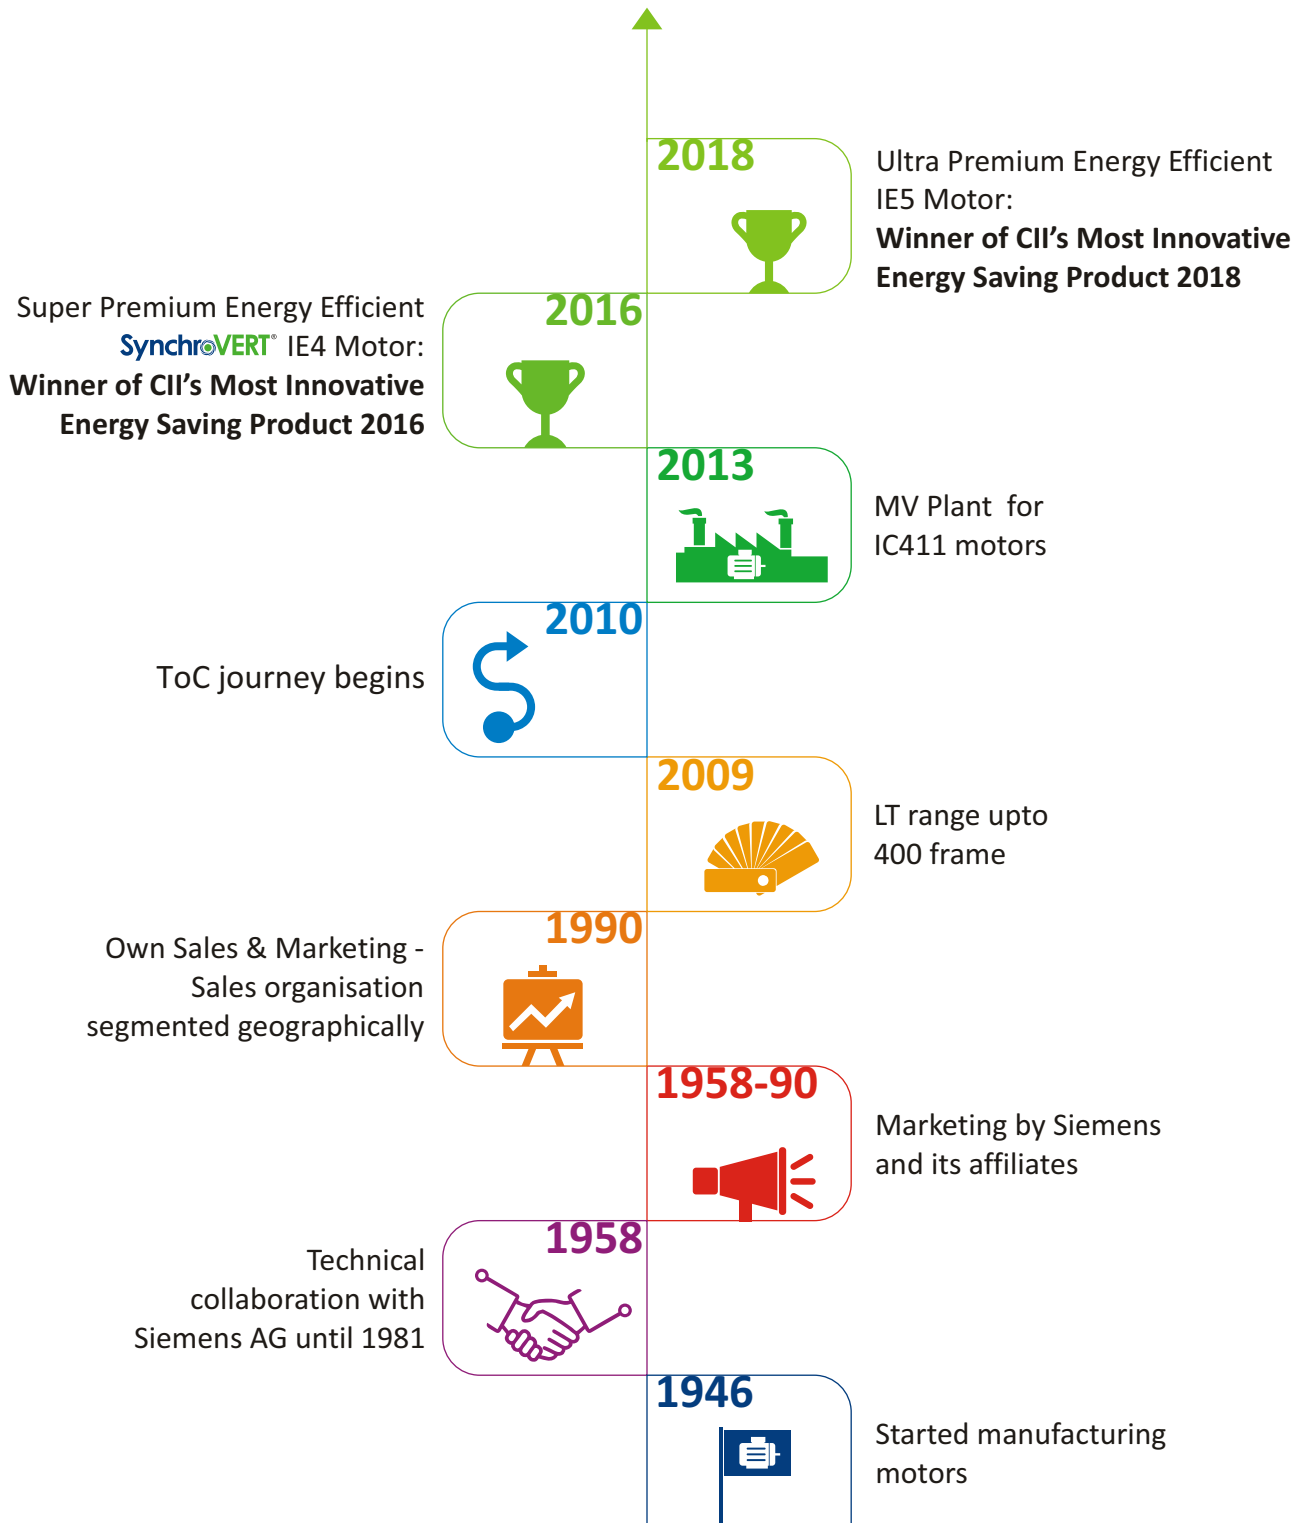 2018
Ultra Premium Energy Efficient
IE5 Motor:
Winner of CII’s Most Innovative
Energy Saving Product 2018
2016
Super Premium Energy Efficient
SynchroVERT® IE4 Motor:
Winner of CII’s Most Innovative
Energy Saving Product 2016
2013
MV Plant for
IC411 motors
2010
ToC journey begins
2009
LT range upto
400 frame
1990
Own Sales & Marketing -
Sales organisation
segmented geographically
1958-90
Marketing by Siemens
and its affiliates
1958
Technical
collaboration with
Siemens AG until 1981
1946
Started manufacturing
motors